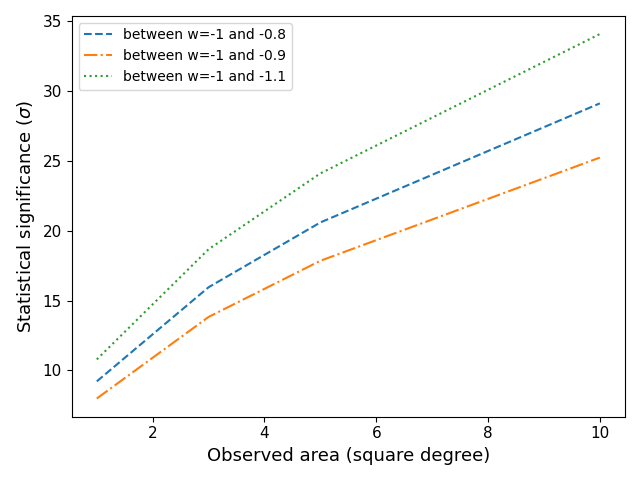 35
30
25
20
15
10
Statistical significance (σ)
between w=-1 and -0.8
between w=-1 and -0.9
between w=-1 and -1.1
2 4 6 8 10
Observed area (square degree)